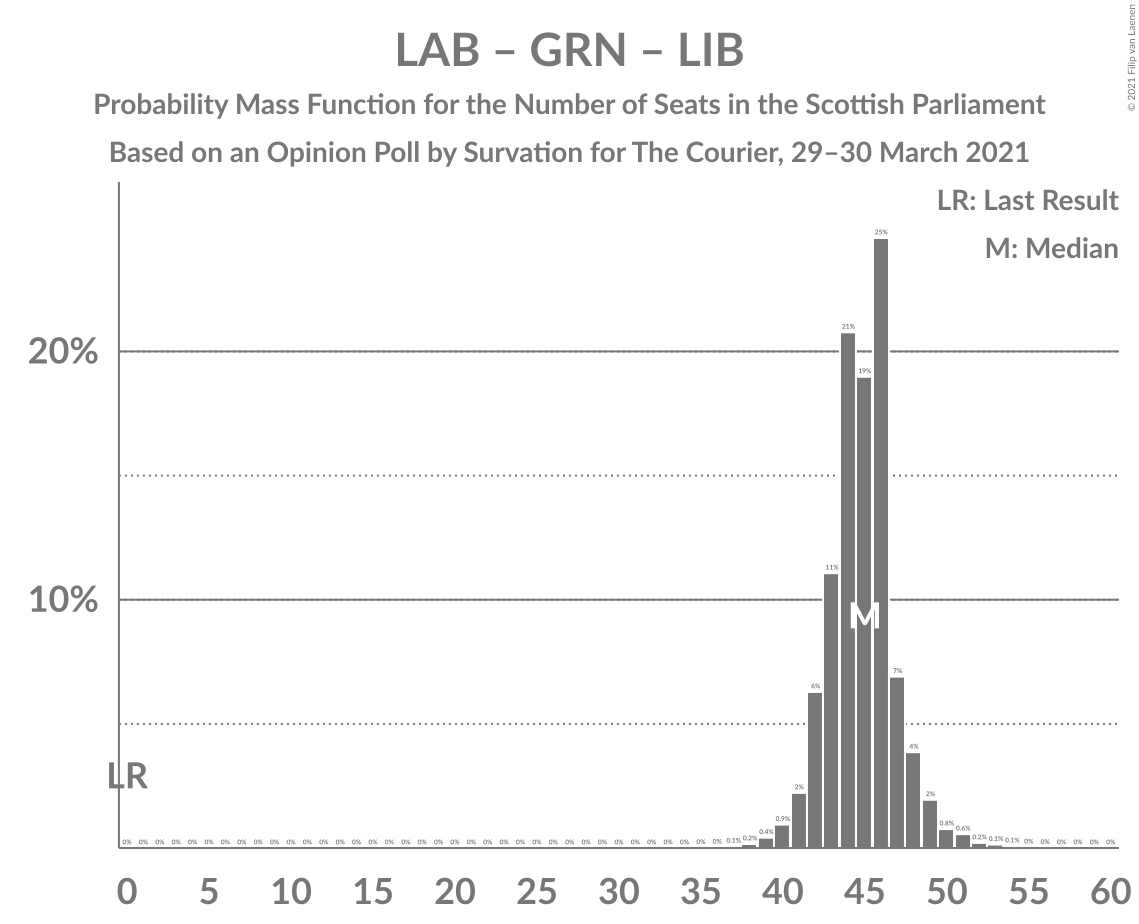 LAB – GRN – LIB
Probability Mass Function for the Number of Seats in the Scottish Parliament
Based on an Opinion Poll by Survation for The Courier, 29–30 March 2021
© 2021 Filip van Laenen
LR: Last Result
M: Median
25%
21%
20%
19%
11%
10%
M
7%
6%
4%
LR
2% 2%
0% 0% 0% 0% 0% 0% 0% 0% 0% 0% 0% 0% 0% 0% 0% 0% 0% 0% 0% 0% 0% 0% 0% 0% 0% 0% 0% 0% 0% 0% 0% 0% 0% 0% 0% 0% 0% 0.1% 0.2% 0.4% 0.9% 0.8% 0.6% 0.2% 0.1% 0.1% 0% 0% 0% 0% 0% 0%
0 5 10 15 20 25 30 35 40 45 50 55 60